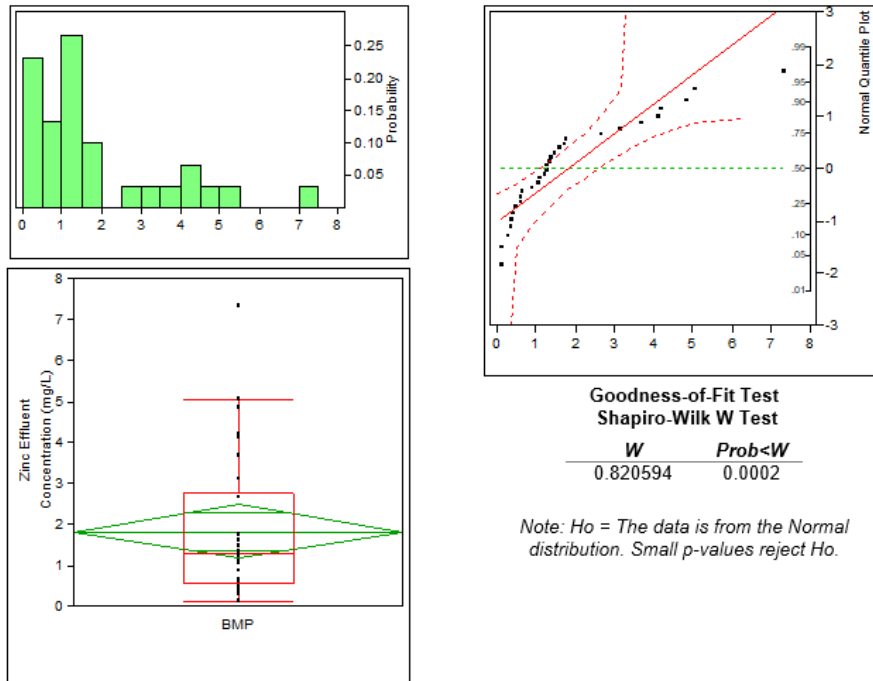 0.25
0.20
0.15
0.10
0.05
Probability
0 1 2 3 4 5 6 7 8
3
2
1
0
-1
-2
-3
.99
.95
.90
.75
.50
.25
.10
.05
.01
Normal Quantile Plot
0 1 2 3 4 5 6 7 8
8
7
6
5
4
3
2
1
0
Zinc Effluent
Concentration (mg/L)
BMP
Goodness-of-Fit Test
Shapiro-Wilk W Test
W Prob<W
0.820594 0.0002
Note: Ho = The data is from the Normal
distribution. Small p-values reject Ho.